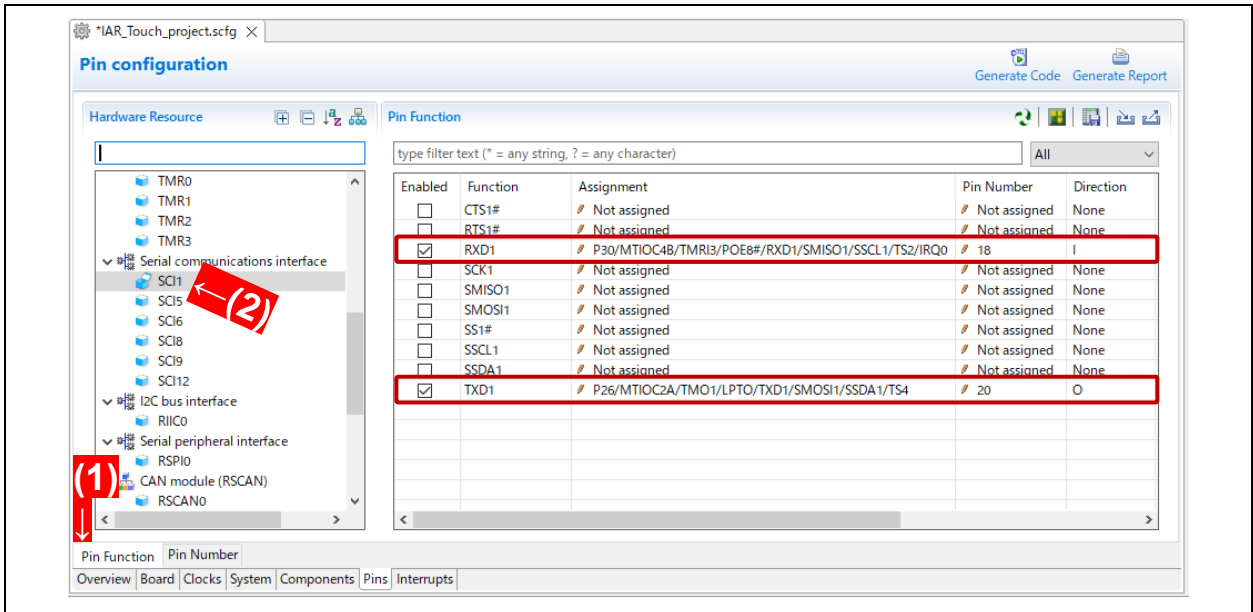 *IAR_Touch_project.scfg
Pin configuration
Generate Code Generate Report
Hardware Resource
Pin Function
type filter text (* = any string, ? = any character)
All
TMR0
TMR1
TMR2
TMR3
Serial communications interface
SCI1
←(2)
SCI5
SCI6
SCI8
SCI9
SCI12
I2C bus interface
RIIC0
Serial peripheral interface
RSPI0
(1)
CAN module (RSCAN)
RSCAN0
↓
Enabled Function Assignment Pin Number Direction
CTS1# Not assigned Not assigned None
RTS1# Not assigned Not assigned None
RXD1 P30/MTIOC4B/TMRI3/POE8#/RXD1/SMISO1/SSCL1/TS2/IRQ0 18 I
SCK1 Not assigned Not assigned None
SMISO1 Not assigned Not assigned None
SMOSI1 Not assigned Not assigned None
SS1# Not assigned Not assigned None
SSCL1 Not assigned Not assigned None
SSDA1 Not assigned Not assigned None
TXD1 P26/MTIOC2A/TMO1/LPTO/TXD1/SMOSI1/SSDA1/TS4 20 O
Pin Function Pin Number
Overview Board Clocks System Components Pins Interrupts